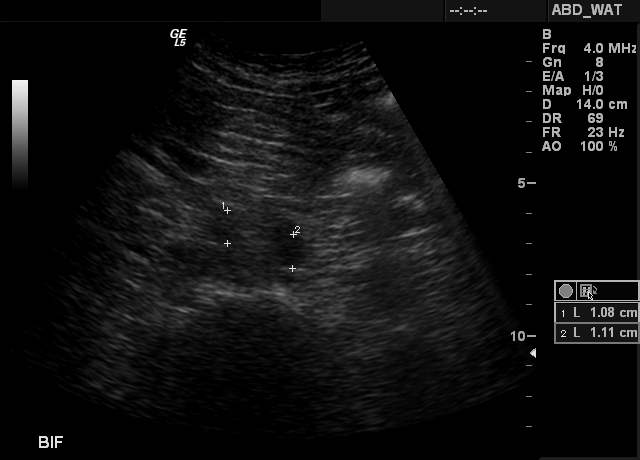 --:--:--
ABD_WAT
GE
L5
B
Frq 4.0 MHz
Gn 8
E/A 1/3
Map H/0
D 14.0 cm
DR 69
FR 23 Hz
AO 100 %
5
1
2
10
1 L 1.08 cm
2 L 1.11 cm
BIF